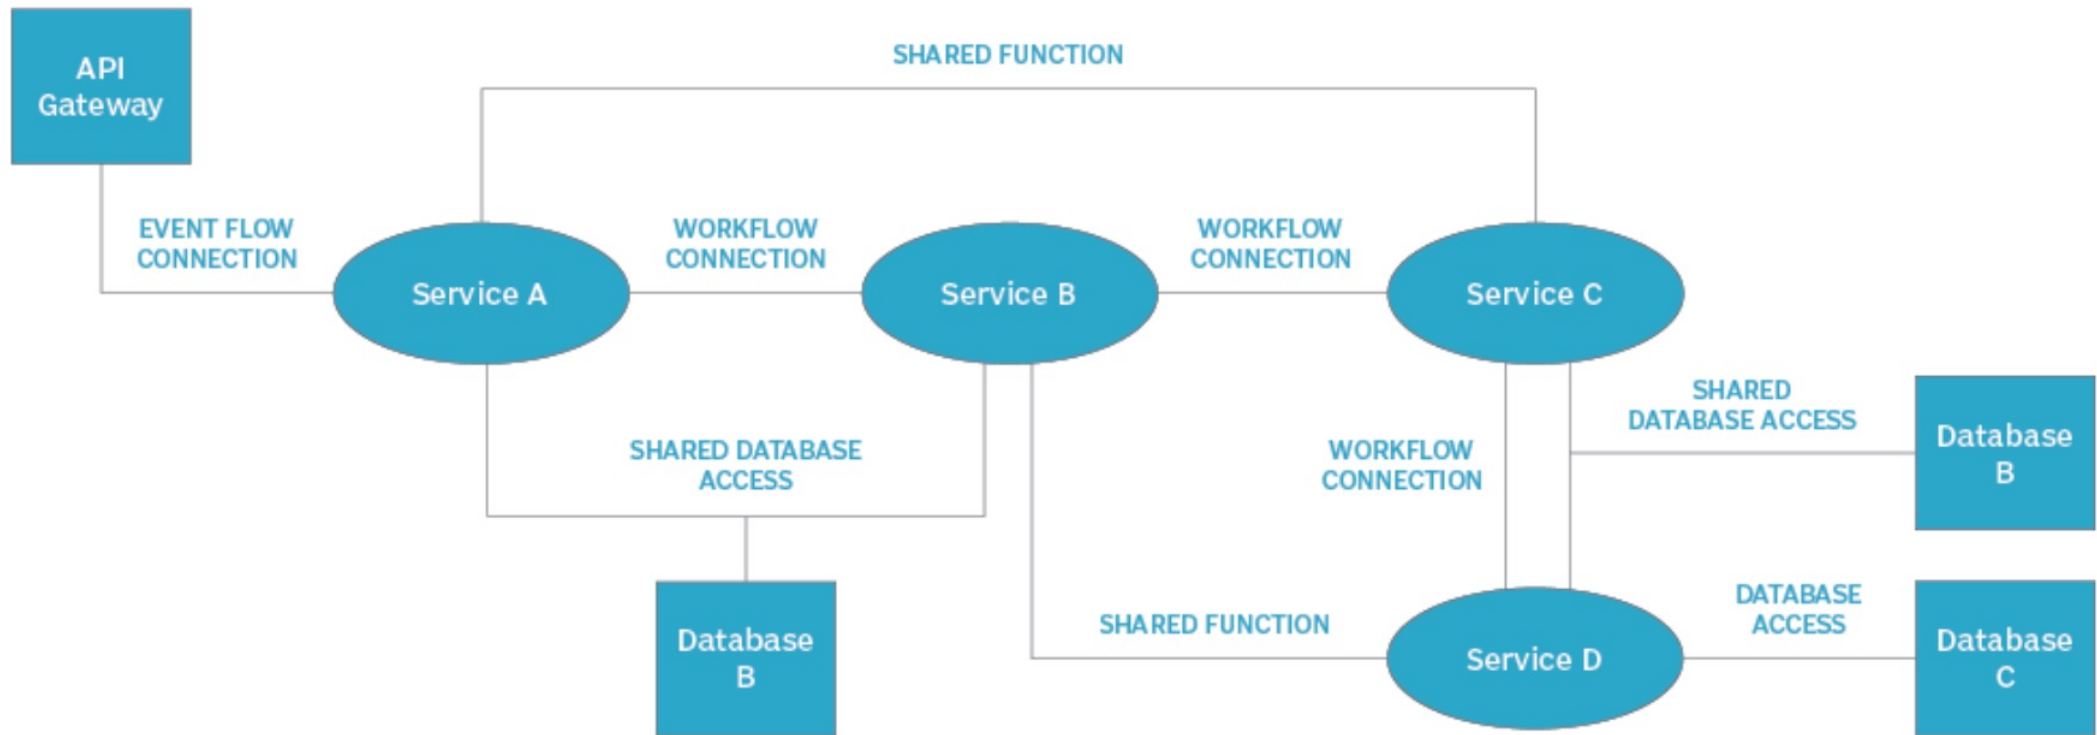 API
Gateway
SHARED FUNCTION
EVENT FLOW
CONNECTION
WORKFLOW
CONNECTION
WORKFLOW
CONNECTION
Service A
Service B
Service C
SHARED
DATABASE ACCESS
Database
B
SHARED DATABASE
ACCESS
WORKFLOW
CONNECTION
DATABASE
ACCESS
SHARED FUNCTION
Database
B
Service D
Database
C